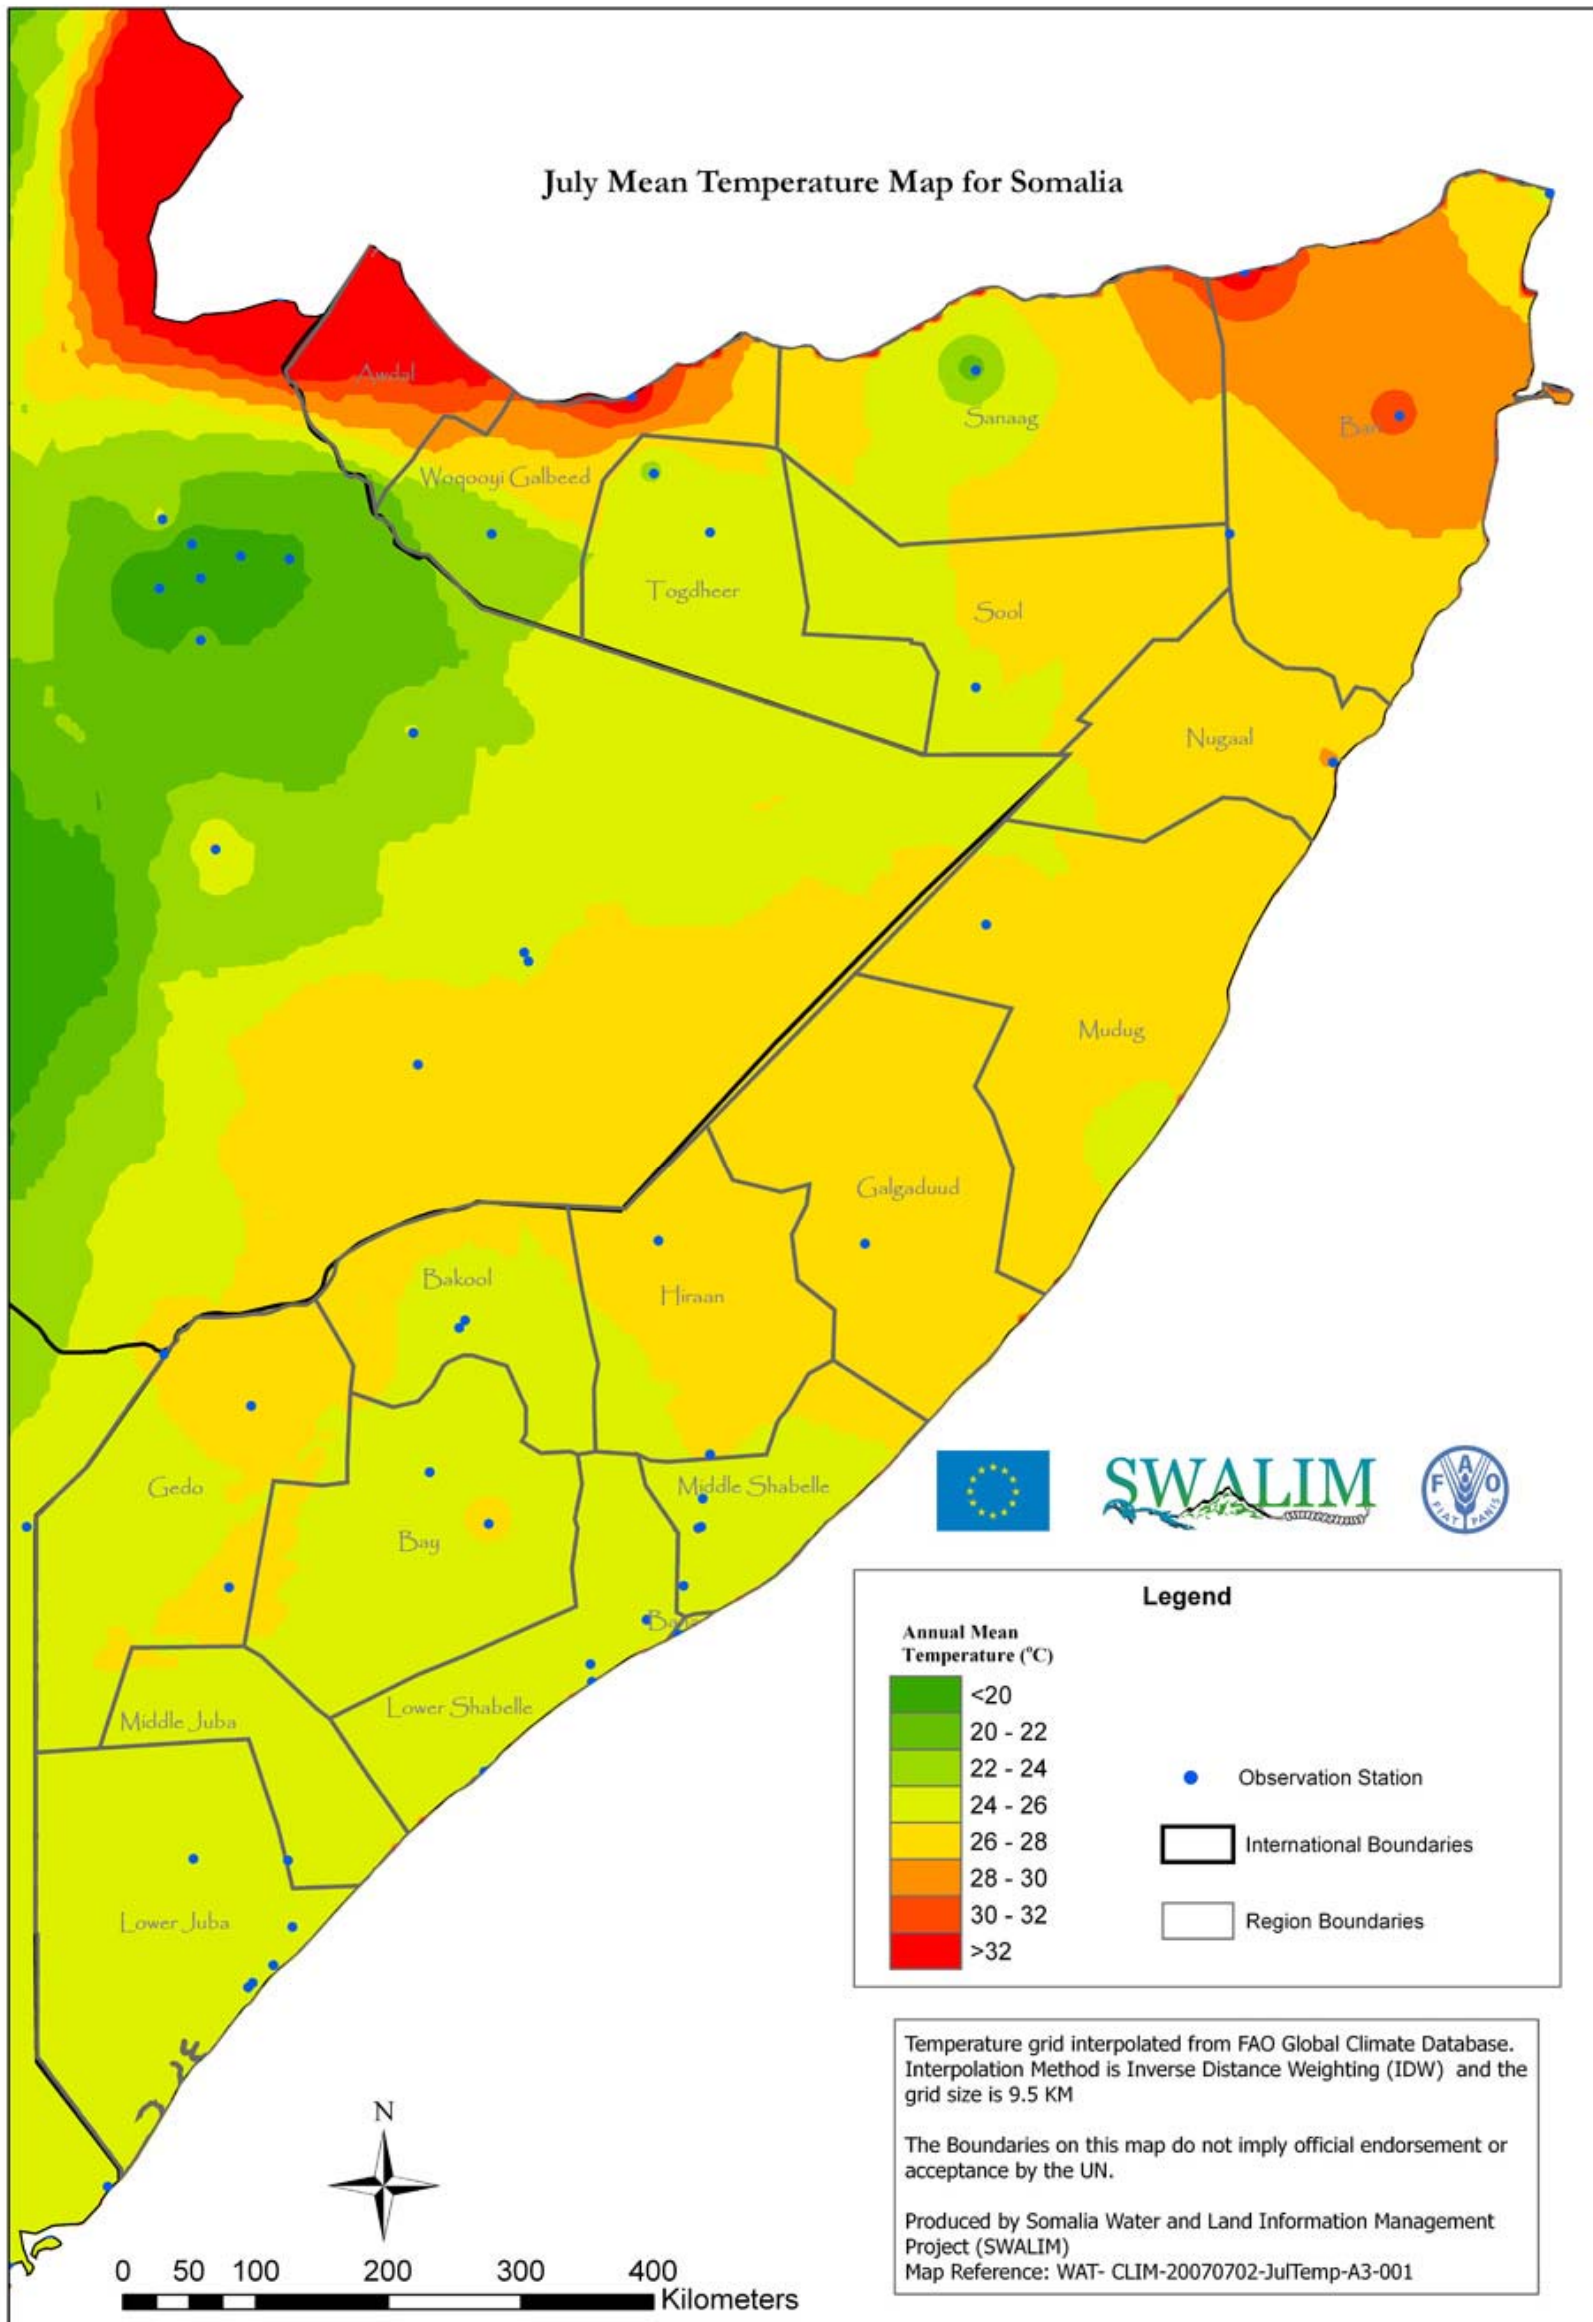 July Mean Temperature Map for Somalia
Awdal
Woqooyi Galbeed
Sanaag
Bari
Togdheer
Sool
Nugaal
Mudug
Galgaduud
Bakool
Hiraan
Gedo
Middle Shabelle
Bay
Lower Shabelle
Middle Juba
Lower Juba
SWALIM
FAO
FIAT PANIS
Legend
Annual Mean
Temperature (°C)
<20
20 - 22
22 - 24
24 - 26
26 - 28
28 - 30
30 - 32
>32
Observation Station
International Boundaries
Region Boundaries
Temperature grid interpolated from FAO Global Climate Database.
Interpolation Method is Inverse Distance Weighting (IDW) and the
grid size is 9.5 KM
The Boundaries on this map do not imply official endorsement or
acceptance by the UN.
Produced by Somalia Water and Land Information Management
Project (SWALIM)
Map Reference: WAT- CLIM-20070702-JulTemp-A3-001
N
0 50 100 200 300 400
Kilometers